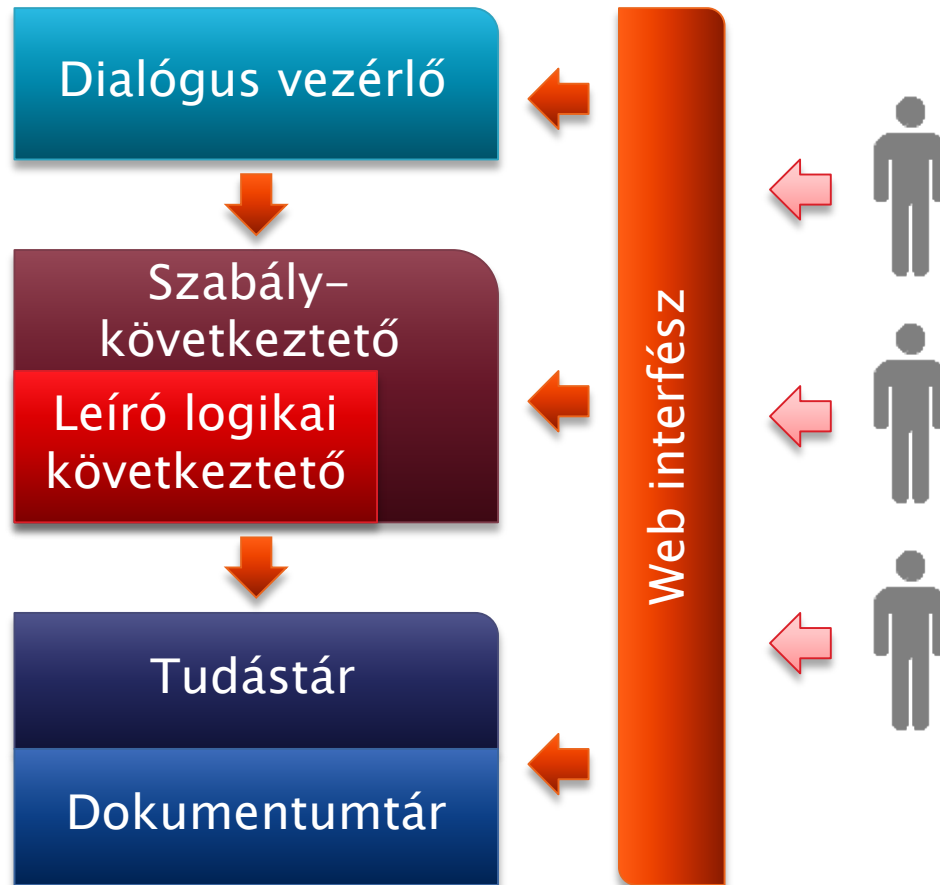 Dialógus vezérlő
Szabály-
következtető
Leíró logikai
következtető
Tudástár
Dokumentumtár
Web interfész